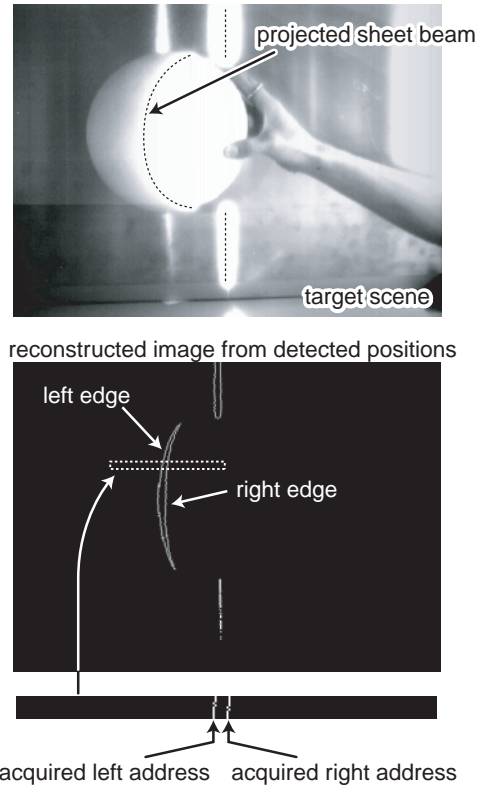 projected sheet beam
target scene
reconstructed image from detected positions
left edge
right edge
acquired left address
acquired right address